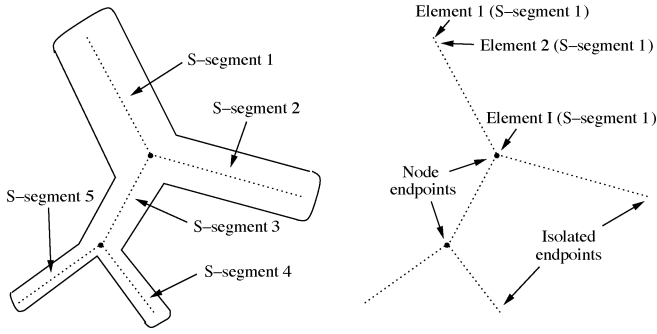 S–segment 1
S–segment 2
S–segment 5
S–segment 3
S–segment 4
Element 1 (S–segment 1)
Element 2 (S–segment 1)
Element I (S–segment 1)
Node
endpoints
Isolated
endpoints